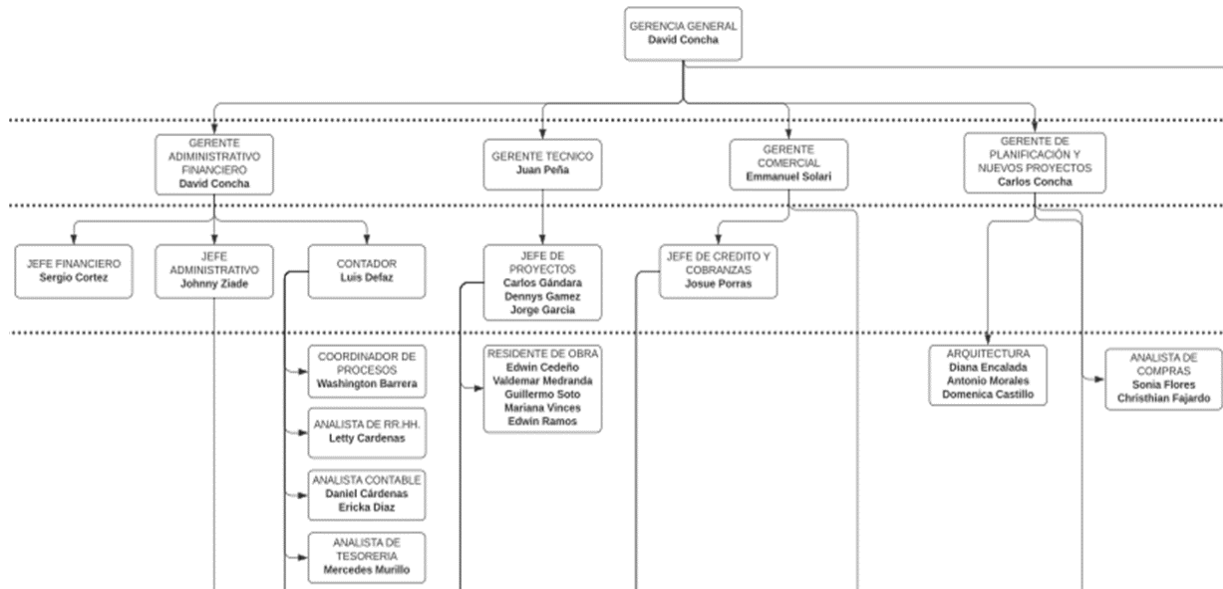 GERENCIA GENERAL
David Concha
GERENTE
ADIMINISTRATIVO
FINANCIERO
David Concha
GERENTE TECNICO
Juan Peña
GERENTE
COMERCIAL
Emmanuel Solari
GERENTE DE
PLANIFICACIÓN Y
NUEVOS PROYECTOS
Carlos Concha
JEFE FINANCIERO
Sergio Cortez
JEFE
ADMINISTRATIVO
Johnny Ziade
CONTADOR
Luis Defaz
JEFE DE
PROYECTOS
Carlos Gándara
Dennys Gamez
Jorge Garcia
JEFE DE CREDITO Y
COBRANZAS
Josue Porras
COORDINADOR DE
PROCESOS
Washington Barrera
RESIDENTE DE OBRA
Edwin Cedeño
Valdemar Medranda
Guillermo Soto
Mariana Vinces
Edwin Ramos
ARQUITECTURA
Diana Encalada
Antonio Morales
Domenica Castillo
ANALISTA DE
COMPRAS
Sonia Flores
Christhian Fajardo
ANALISTA DE RR.HH.
Letty Cardenas
ANALISTA CONTABLE
Daniel Cárdenas
Ericka Diaz
ANALISTA DE
TESORERIA
Mercedes Murillo